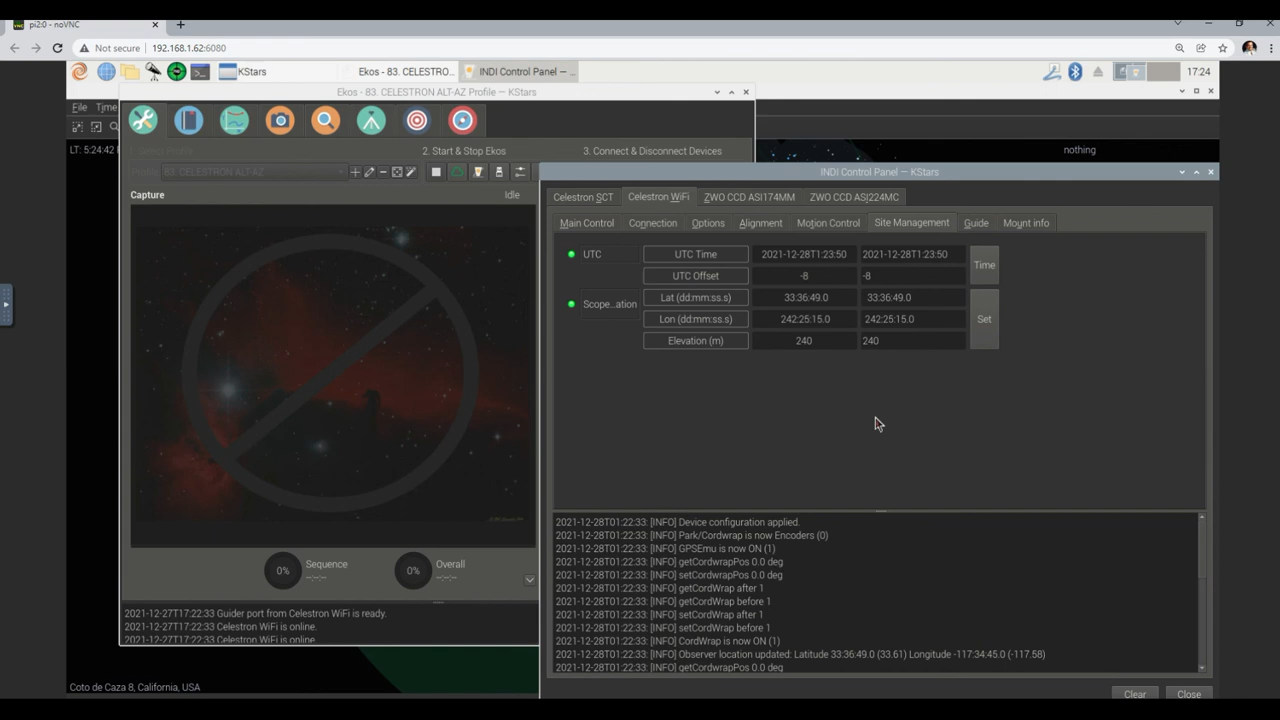 pi2:0 - noVNC
Not secure
192.168.1.62:6080
KStars
Ekos - 83. CELESTRO...
INDI Control Panel — ...
17:24
Ekos - 83. CELESTRON ALT-AZ Profile — KStars
File Time
LT: 5:24:42
nothing
2. Start & Stop Ekos
3. Connect & Disconnect Devices
83. CELESTRON ALT-AZ
INDI Control Panel — KStars
Capture
Idle
Celestron SCT
Celestron WiFi
ZWO CCD ASI174MM
ZWO CCD ASI224MC
Main Control
Connection
Options
Alignment
Motion Control
Site Management
Guide
Mount info
UTC
UTC Time
2021-12-28T1:23:50
2021-12-28T1:23:50
Time
UTC Offset
-8
-8
Scope...ation
Lat (dd:mm:ss.s)
33:36:49.0
33:36:49.0
Lon (dd:mm:ss.s)
242:25:15.0
242:25:15.0
Set
Elevation (m)
240
240
0%
Sequence
--:--:--
0%
Overall
--:--:--
2021-12-27T17:22:33 Guider port from Celestron WiFi is ready.
2021-12-27T17:22:33 Celestron WiFi is online.
2021-12-27T17:22:33 Celestron WiFi is online.
2021-12-28T01:22:33: [INFO] Device configuration applied.
2021-12-28T01:22:33: [INFO] Park/Cordwrap is now Encoders (0)
2021-12-28T01:22:33: [INFO] GPSEmu is now ON (1)
2021-12-28T01:22:33: [INFO] getCordwrapPos 0.0 deg
2021-12-28T01:22:33: [INFO] setCordwrapPos 0.0 deg
2021-12-28T01:22:33: [INFO] getCordWrap after 1
2021-12-28T01:22:33: [INFO] getCordWrap before 1
2021-12-28T01:22:33: [INFO] setCordWrap after 1
2021-12-28T01:22:33: [INFO] setCordWrap before 1
2021-12-28T01:22:33: [INFO] CordWrap is now ON (1)
2021-12-28T01:22:33: [INFO] Observer location updated: Latitude 33:36:49.0 (33.61) Longitude -117:34:45.0 (-117.58)
2021-12-28T01:22:33: [INFO] getCordwrapPos 0.0 deg
Coto de Caza 8, California, USA
Clear
Close